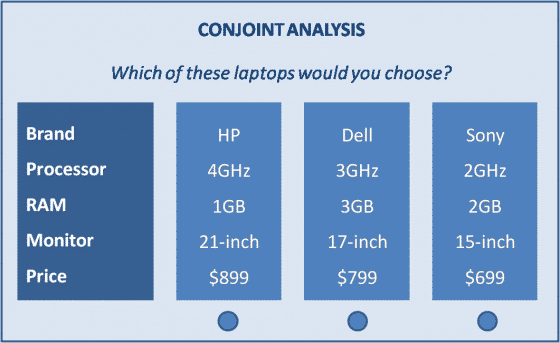 CONJOINT ANALYSIS
Which of these laptops would you choose?
Brand HP Dell Sony
Processor 4GHz 3GHz 2GHz
RAM 1GB 3GB 2GB
Monitor 21-inch 17-inch 15-inch
Price $899 $799 $699